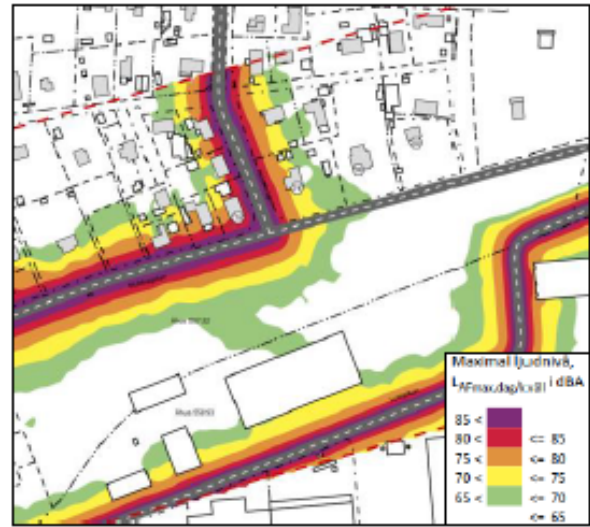 Maximal ljudnivå,
LAFmax,dag/kväll i dBA
85 <
80 < <= 85
75 < <= 80
70 < <= 75
65 < <= 70
<= 65